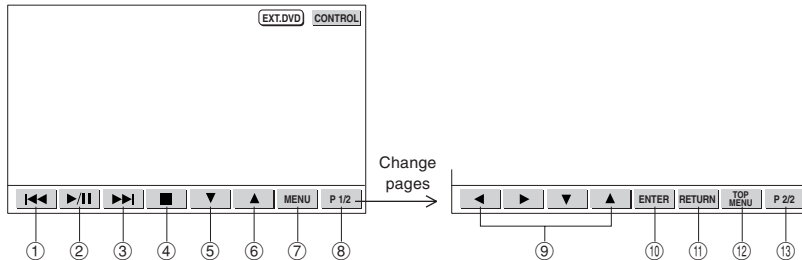 EXT.DVD CONTROL
Change
pages
MENU P 1/2
ENTER RETURN TOP MENU P 2/2
① ② ③ ④ ⑤ ⑥ ⑦ ⑧ ⑨ ⑩ ⑪ ⑫ ⑬